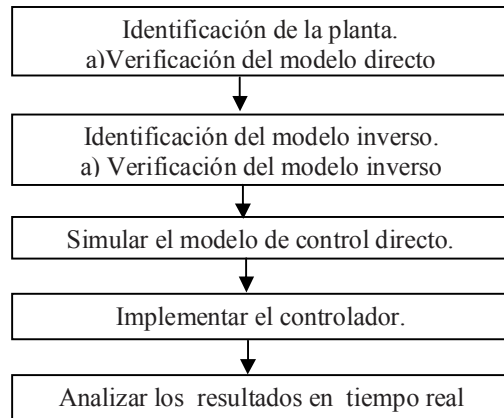 Identificación de la planta.
a)Verificación del modelo directo
Identificación del modelo inverso.
a) Verificación del modelo inverso
Simular el modelo de control directo.
Implementar el controlador.
Analizar los resultados en tiempo real